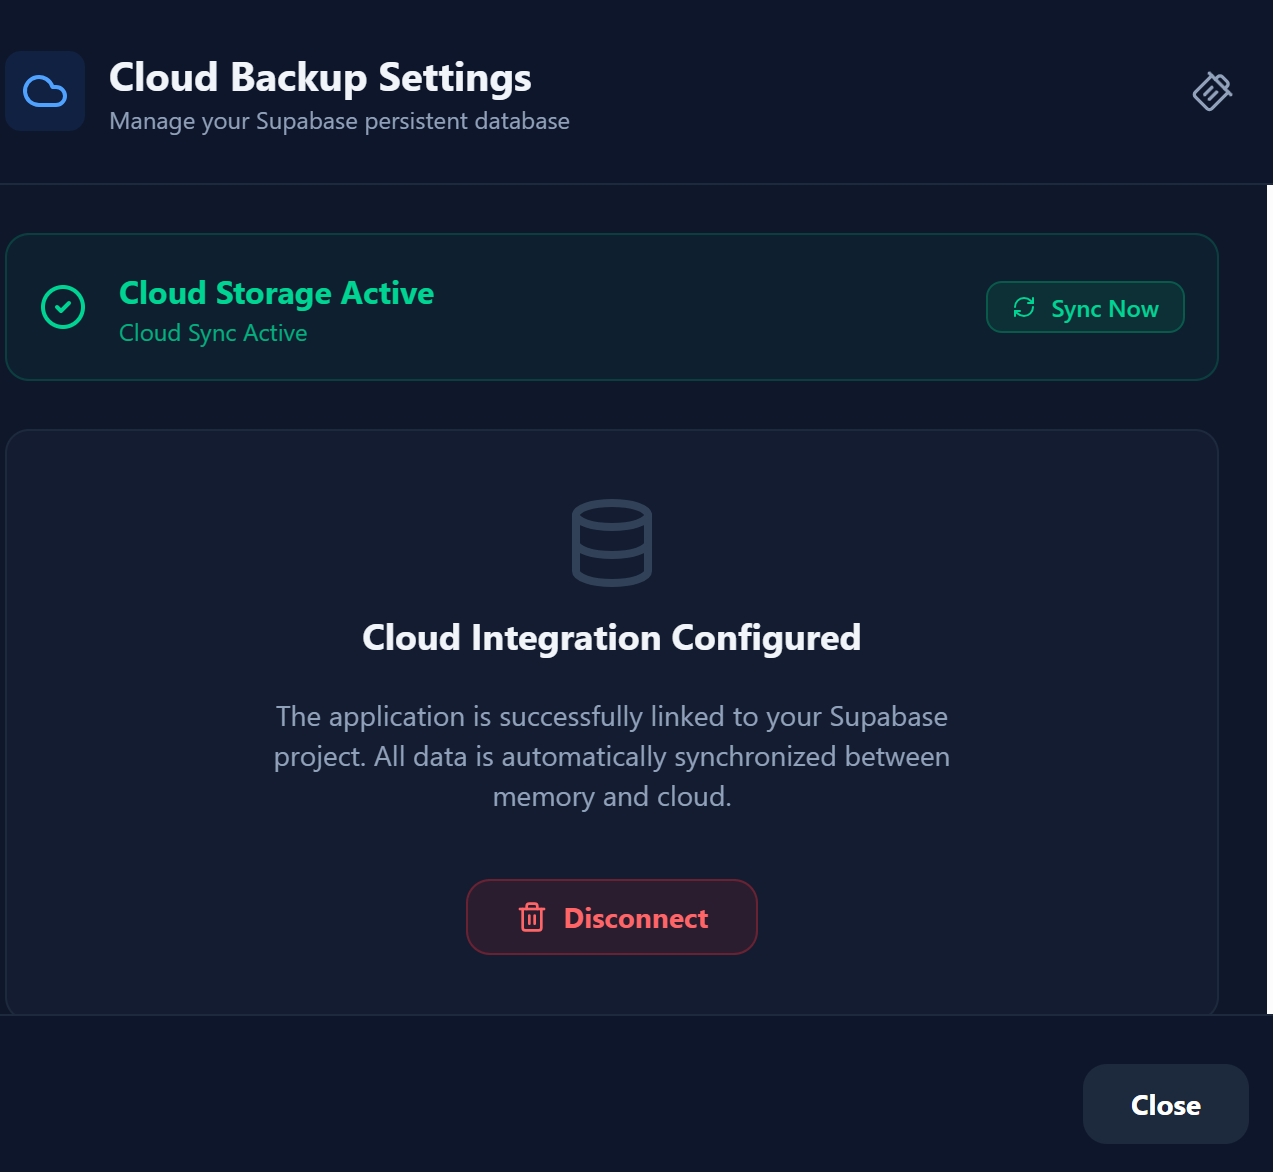 Cloud Backup Settings
Manage your Supabase persistent database
Cloud Storage Active
Cloud Sync Active
Sync Now
Cloud Integration Configured
The application is successfully linked to your Supabase
project. All data is automatically synchronized between
memory and cloud.
Disconnect
Close